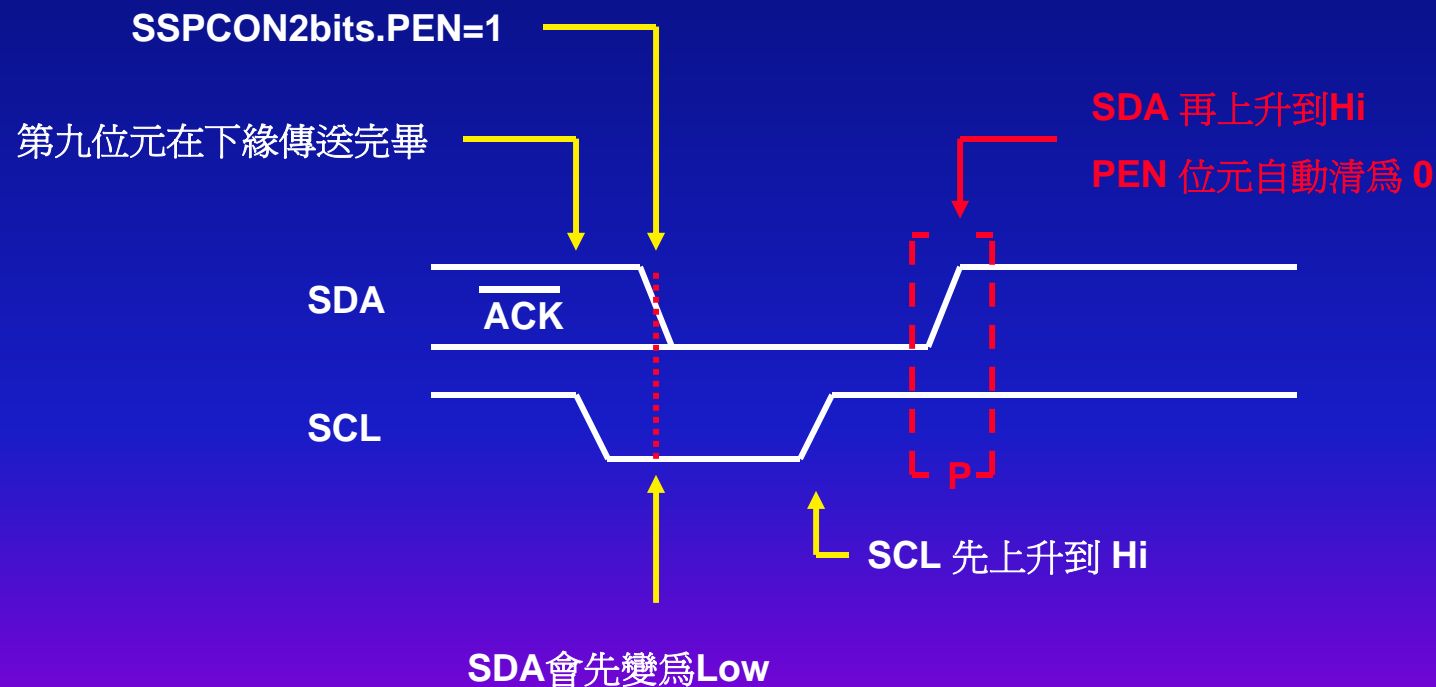 SSPCON2bits.PEN=1
第九位元在下緣傳送完畢
SDA 再上升到Hi
PEN 位元自動清爲 0
SDA
ACK
SCL
P
SCL 先上升到 Hi
SDA會先變爲Low